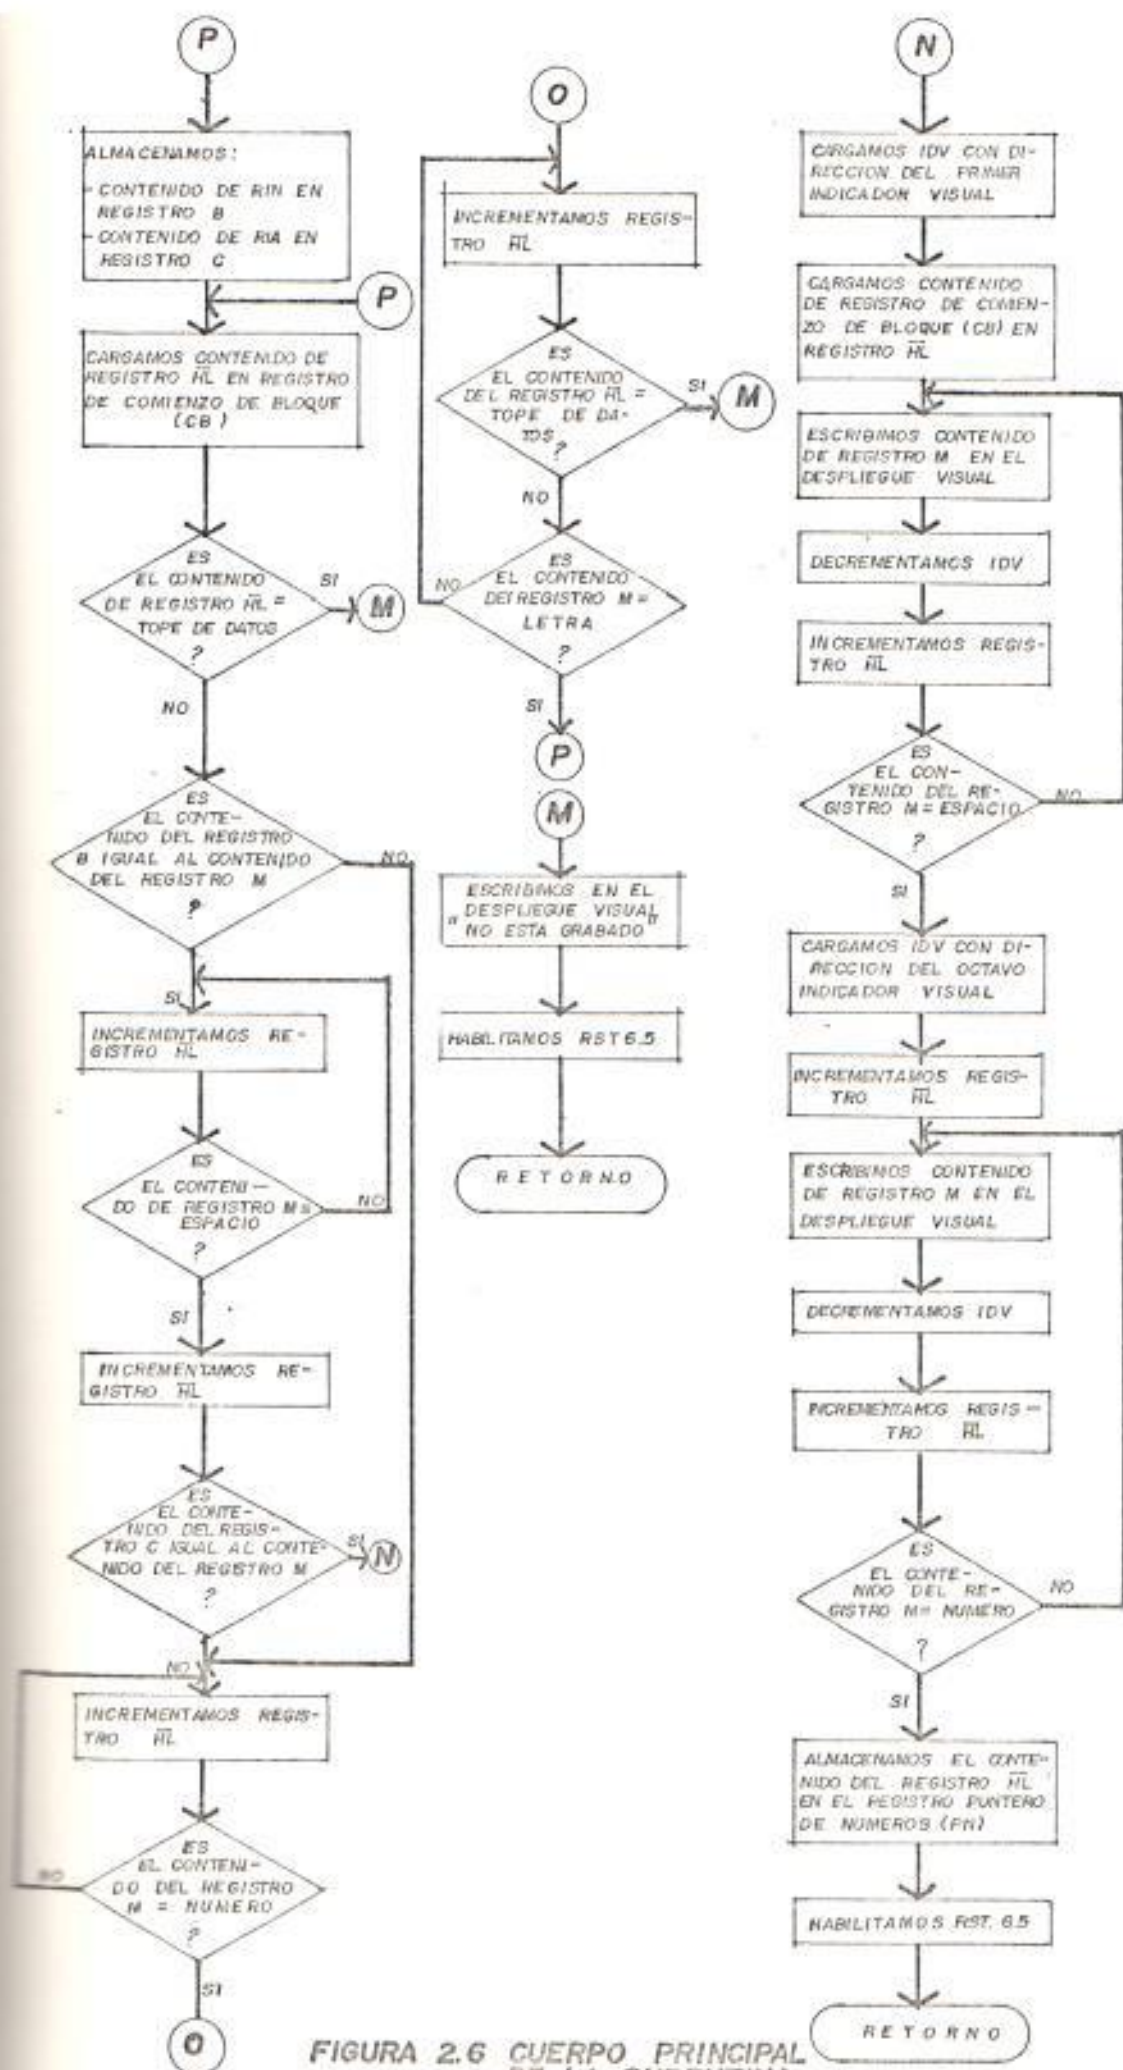 P
ALMACENAMOS:
- CONTENIDO DE RIN EN
REGISTRO B
- CONTENIDO DE RIA EN
REGISTRO C
P
CARGAMOS CONTENIDO DE
REGISTRO HL EN REGISTRO
DE COMIENZO DE BLOQUE
(CB)
ES
EL CONTENIDO
DE REGISTRO HL =
TOPE DE DATOS
?
SI
M
NO
ES
EL CONTE-
NIDO DEL REGISTRO
B IGUAL AL CONTENIDO
DEL REGISTRO M
?
NO
SI
INCREMENTAMOS RE-
GISTRO HL
ES
EL CONTENI-
DO DE REGISTRO M=
ESPACIO
?
NO
SI
INCREMENTAMOS RE-
GISTRO HL
ES
EL CONTE-
NIDO DEL REGIS-
TRO C IGUAL AL CONTE-
NIDO DEL REGISTRO M
?
SI
N
NO
INCREMENTAMOS REGIS-
TRO HL
ES
EL CONTENI-
DO DEL REGISTRO
M = NUMERO
?
NO
SI
O
O
INCREMENTAMOS REGIS-
TRO HL
ES
EL CONTENIDO
DEL REGISTRO HL =
TOPE DE DA-
TOS
?
SI
M
NO
ES
EL CONTENIDO
DEL REGISTRO M =
LETRA
?
NO
SI
P
M
ESCRIBIMOS EN EL
DESPLIEGUE VISUAL
" NO ESTA GRABADO "
HABILITAMOS RST 6.5
RETORNO
N
CARGAMOS IDV CON DI-
RECCION DEL PRIMER
INDICADOR VISUAL
CARGAMOS CONTENIDO
DE REGISTRO DE COMIEN-
ZO DE BLOQUE (CB) EN
REGISTRO HL
ESCRIBIMOS CONTENIDO
DE REGISTRO M EN EL
DESPLIEGUE VISUAL
DECREMENTAMOS IDV
INCREMENTAMOS REGIS-
TRO HL
ES
EL CON-
TENIDO DEL RE-
GISTRO M = ESPACIO
?
NO
SI
CARGAMOS IDV CON DI-
RECCION DEL OCTAVO
INDICADOR VISUAL
INCREMENTAMOS REGIS-
TRO HL
ESCRIBIMOS CONTENIDO
DE REGISTRO M EN EL
DESPLIEGUE VISUAL
DECREMENTAMOS IDV
INCREMENTAMOS REGIS-
TRO HL
ES
EL CONTE-
NIDO DEL RE-
GISTRO M= NUMERO
?
NO
SI
ALMACENAMOS EL CONTE-
NIDO DEL REGISTRO HL
EN EL REGISTRO PUNTERO
DE NUMEROS (PN)
HABILITAMOS RST. 6.5
RETORNO
FIGURA 2.6 CUERPO PRINCIPAL